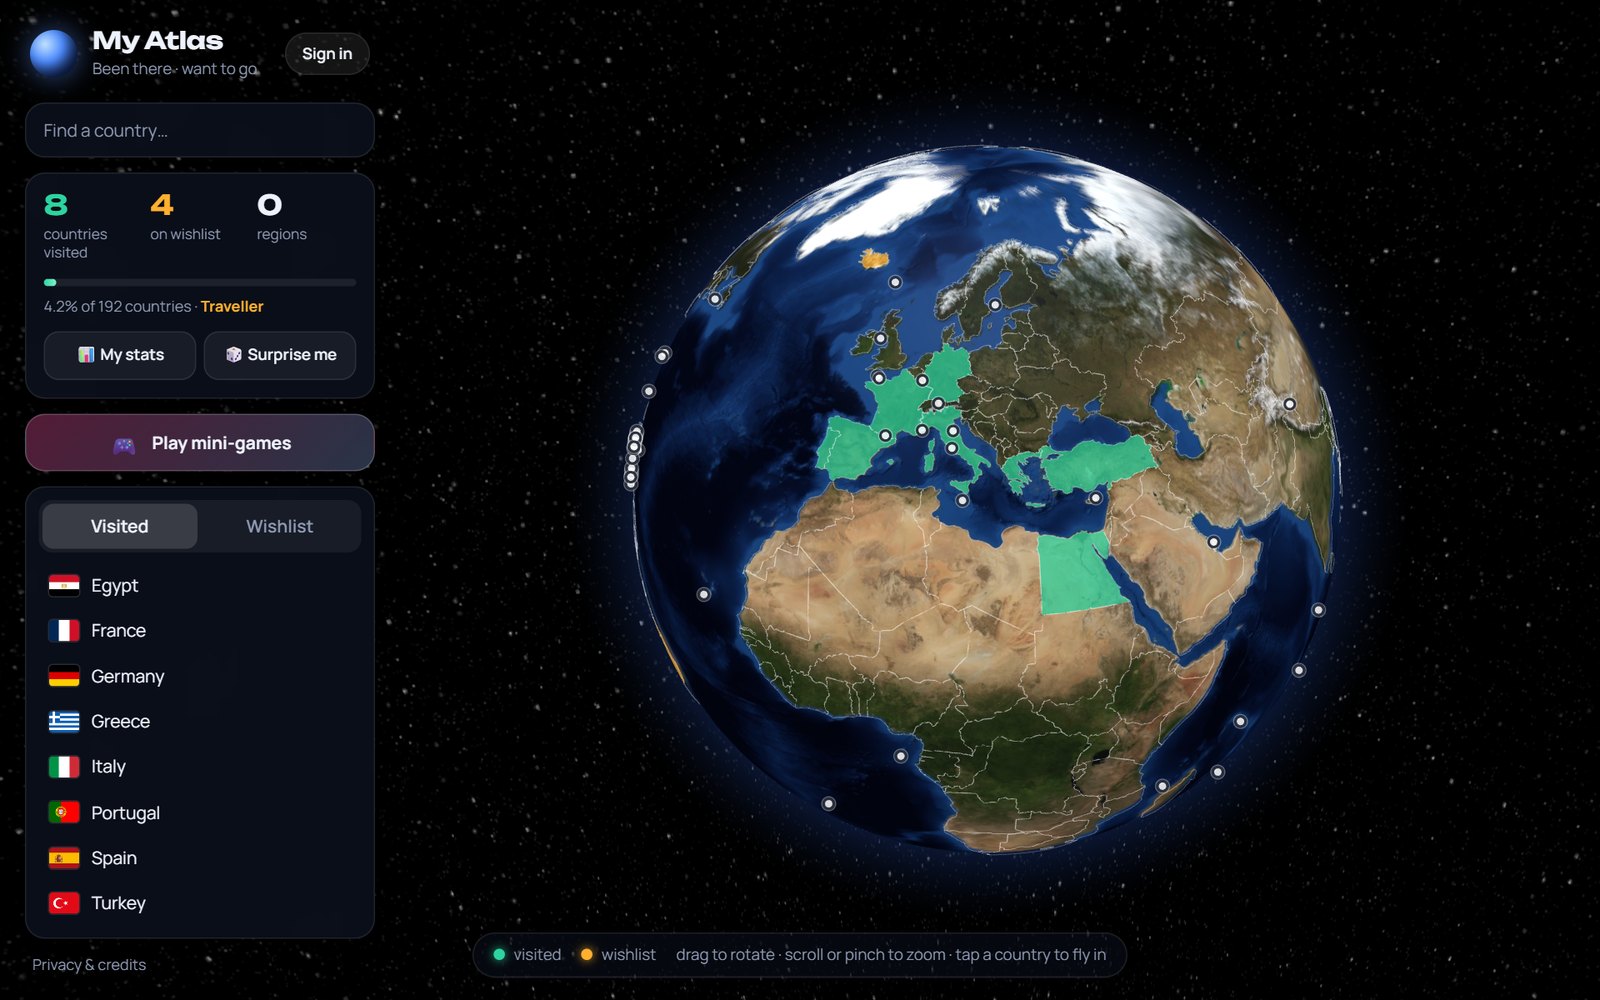 My Atlas
Been there · want to go
Sign in
Find a country...
8
countries
visited
4
on wishlist
0
regions
4.2% of 192 countries · Traveller
My stats
Surprise me
Play mini-games
Visited
Wishlist
Egypt
France
Germany
Greece
Italy
Portugal
Spain
Turkey
Privacy & credits
visited
wishlist
drag to rotate · scroll or pinch to zoom · tap a country to fly in